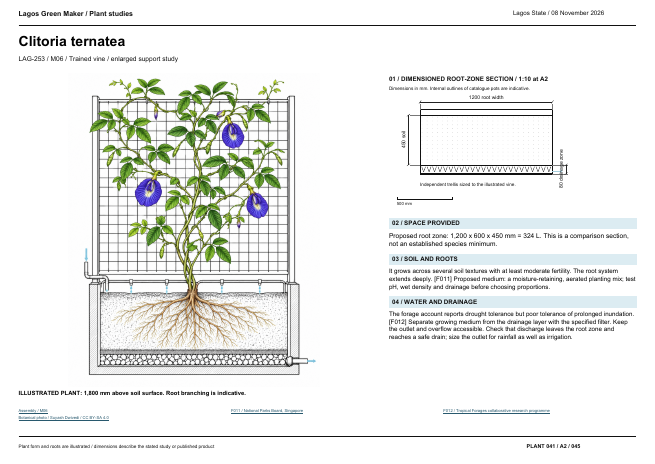 Lagos Green Maker / Plant studies
Lagos State / 08 November 2026
Clitoria ternatea
LAG-253 / M06 / Trained vine / enlarged support study
01 / DIMENSIONED ROOT-ZONE SECTION / 1:10 at A2
Dimensions in mm. Internal outlines of catalogue pots are indicative.
1200 root width
450 soil
80 drainage zone
Independent trellis sized to the illustrated vine.
500 mm
02 / SPACE PROVIDED
Proposed root zone: 1,200 x 600 x 450 mm = 324 L. This is a comparison section,
not an established species minimum.
03 / SOIL AND ROOTS
It grows across several soil textures with at least moderate fertility. The root system
extends deeply. [F011] Proposed medium: a moisture-retaining, aerated planting mix; test
pH, wet density and drainage before choosing proportions.
04 / WATER AND DRAINAGE
The forage account reports drought tolerance but poor tolerance of prolonged inundation.
[F012] Separate growing medium from the drainage layer with the specified filter. Keep
the outlet and overflow accessible. Check that discharge leaves the root zone and
reaches a safe drain; size the outlet for rainfall as well as irrigation.
ILLUSTRATED PLANT: 1,800 mm above soil surface. Root branching is indicative.
Assembly / M06
F011 / National Parks Board, Singapore
F012 / Tropical Forages collaborative research programme
Botanical photo / / CC BY-SA 4.0
Plant form and roots are illustrated / dimensions describe the stated study or published product
PLANT 041 / A2 / 045